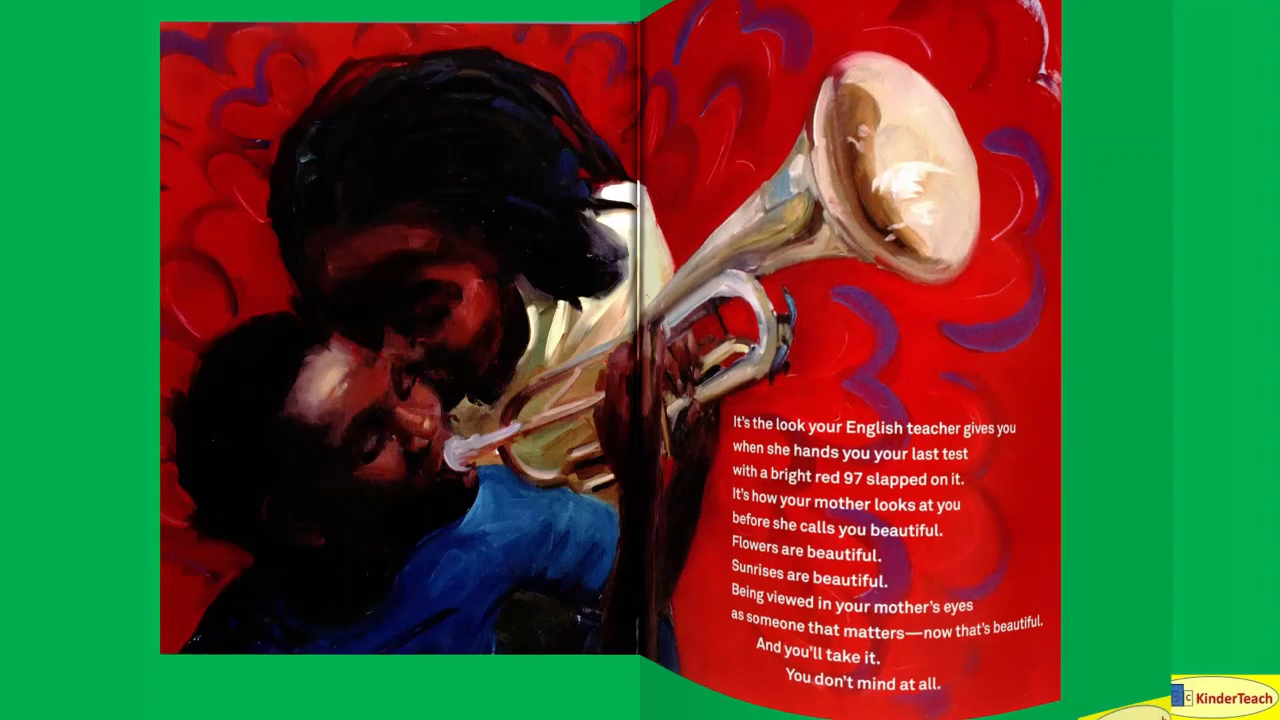 It's the look your English teacher gives you
when she hands you your last test
with a bright red 97 slapped on it.
It's how your mother looks at you
before she calls you beautiful.
Flowers are beautiful.
Sunrises are beautiful.
Being viewed in your mother's eyes
as someone that matters—now that's beautiful.
And you'll take it.
You don't mind at all.
KinderTeach